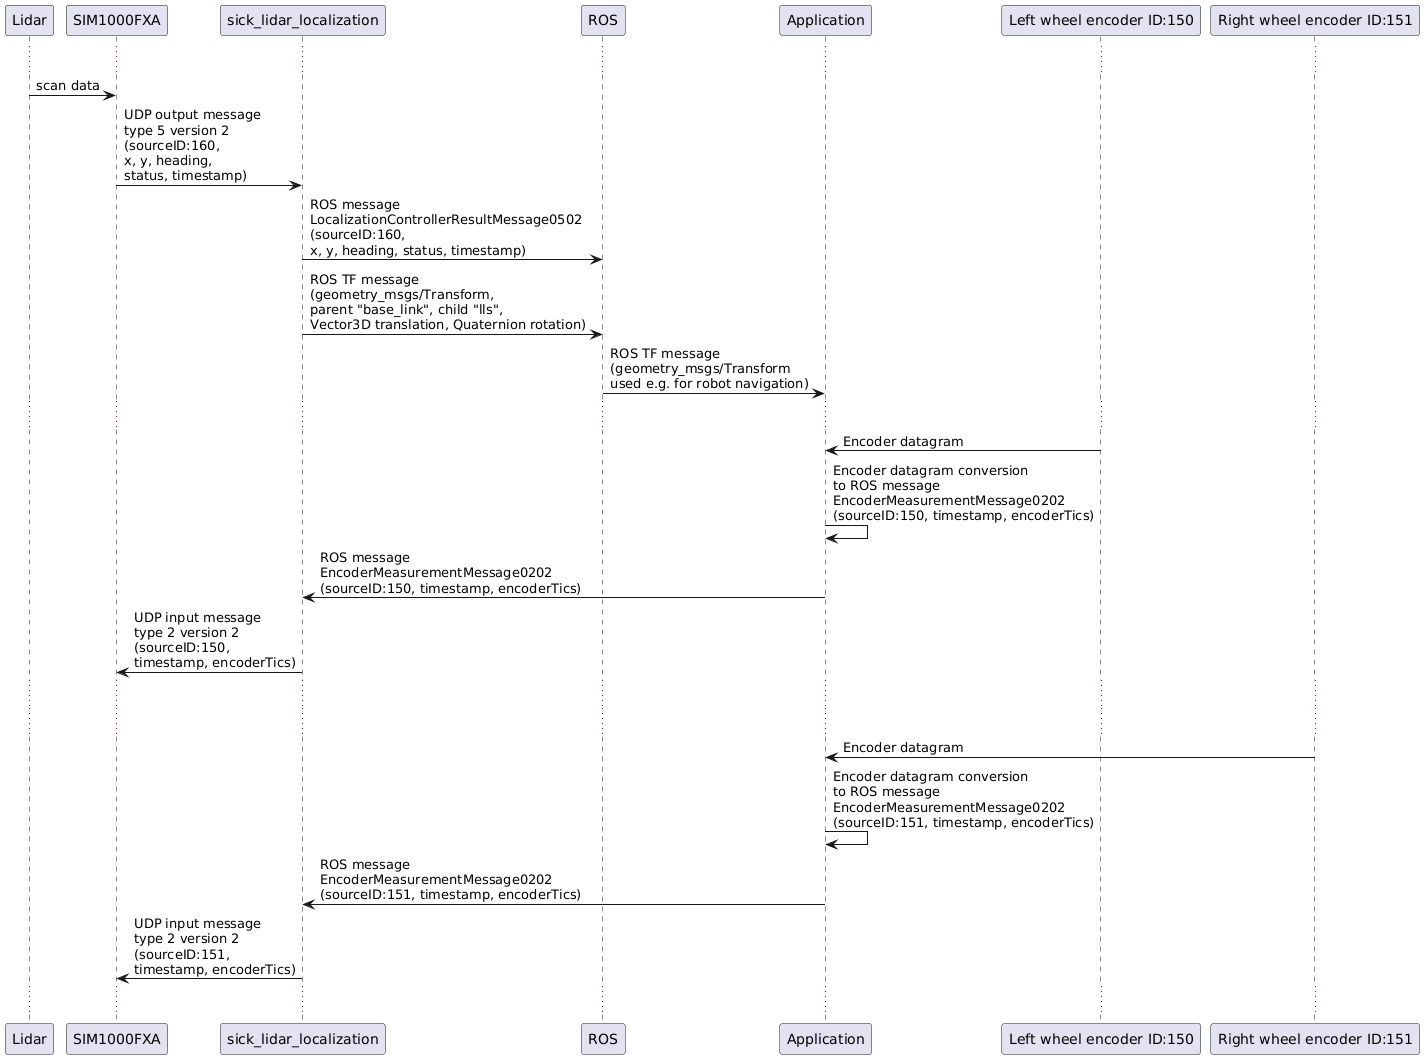 Lidar
SIM1000FXA
sick_lidar_localization
ROS
Application
Left wheel encoder ID:150
Right wheel encoder ID:151
scan data
UDP output message
type 5 version 2
(sourceID:160,
x, y, heading,
status, timestamp)
ROS message
LocalizationControllerResultMessage0502
(sourceID:160,
x, y, heading, status, timestamp)
ROS TF message
(geometry_msgs/Transform,
parent "base_link", child "lls",
Vector3D translation, Quaternion rotation)
ROS TF message
(geometry_msgs/Transform
used e.g. for robot navigation)
Encoder datagram
Encoder datagram conversion
to ROS message
EncoderMeasurementMessage0202
(sourceID:150, timestamp, encoderTics)
ROS message
EncoderMeasurementMessage0202
(sourceID:150, timestamp, encoderTics)
UDP input message
type 2 version 2
(sourceID:150,
timestamp, encoderTics)
Encoder datagram
Encoder datagram conversion
to ROS message
EncoderMeasurementMessage0202
(sourceID:151, timestamp, encoderTics)
ROS message
EncoderMeasurementMessage0202
(sourceID:151, timestamp, encoderTics)
UDP input message
type 2 version 2
(sourceID:151,
timestamp, encoderTics)
Lidar
SIM1000FXA
sick_lidar_localization
ROS
Application
Left wheel encoder ID:150
Right wheel encoder ID:151